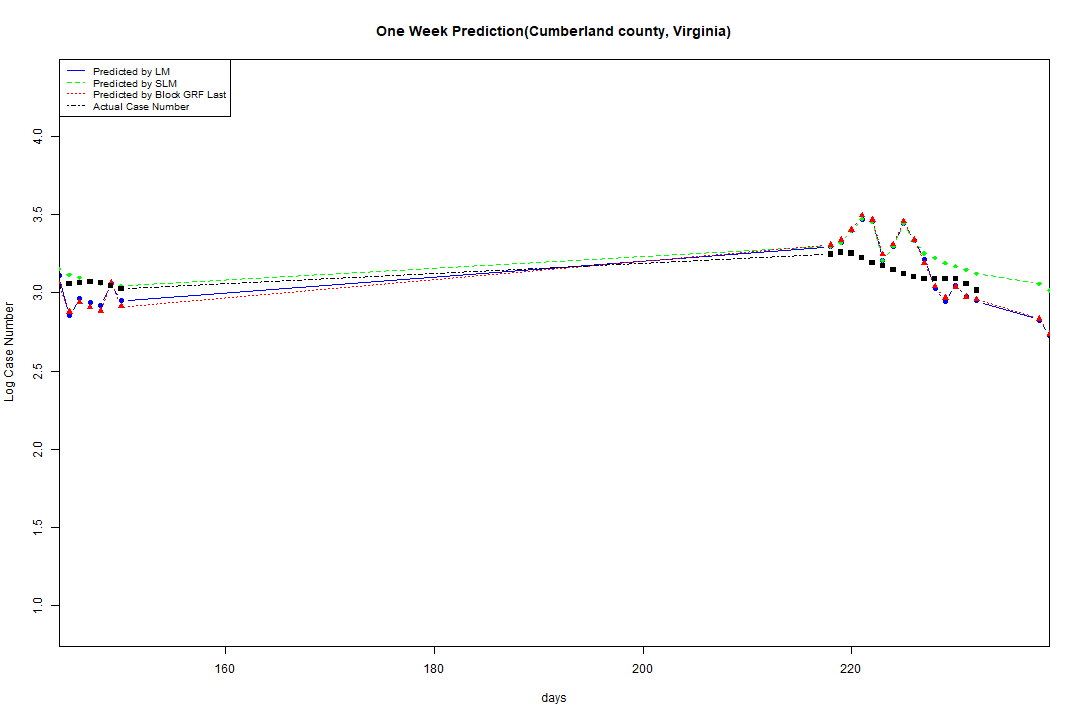 One Week Prediction(Cumberland county, Virginia)
Predicted by LM
Predicted by SLM
Predicted by Block GRF Last
Actual Case Number
4.0
3.5
3.0
2.5
2.0
1.5
1.0
Log Case Number
160 180 200 220
days